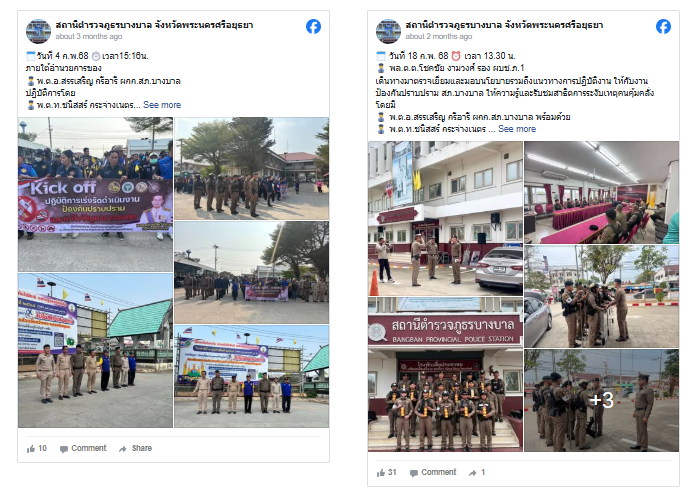 สถานีตำรวจภูธรบางบาล จังหวัดพระนครศรีอยุธยา
about 3 months ago
วันที่ 4 ก.พ.68 เวลา15:16น.
ภายใต้อำนวยการของ
พ.ต.อ.สรรเสริญ ศรีอารี ผกก.สภ.บางบาล
ปฏิบัติการโดย
พ.ต.ท.ชนิสสร์ กระจ่างเนตร... See more
Kick off
ปฏิบัติการเร่งรัดดำเนินงาน
ป้องกันปราบปราม
10 Comment Share
สถานีตำรวจภูธรบางบาล จังหวัดพระนครศรีอยุธยา
about 2 months ago
วันที่ 18 ก.พ. 68 เวลา 13.30 น.
พล.ต.ต.โชคชัย งามวงศ์ รอง ผบช.ภ.1
เดินทางมาตรวจเยี่ยมและมอบนโยบายรวมถึงแนวทางการปฏิบัติงาน ให้กับงาน
ป้องกันปราบปราม สภ.บางบาล ให้ความรู้และรับชมสาธิตการระงับเหตุคนคุ้มคลั่ง
โดยมี
พ.ต.อ.สรรเสริญ ศรีอารี ผกก.สภ.บางบาล พร้อมด้วย
พ.ต.ท.ชนิสสร์ กระจ่างเนตร ... See more
สถานีตำรวจภูธรบางบาล
BANGBAN PROVINCIAL POLICE STATION
+3
31 Comment 1